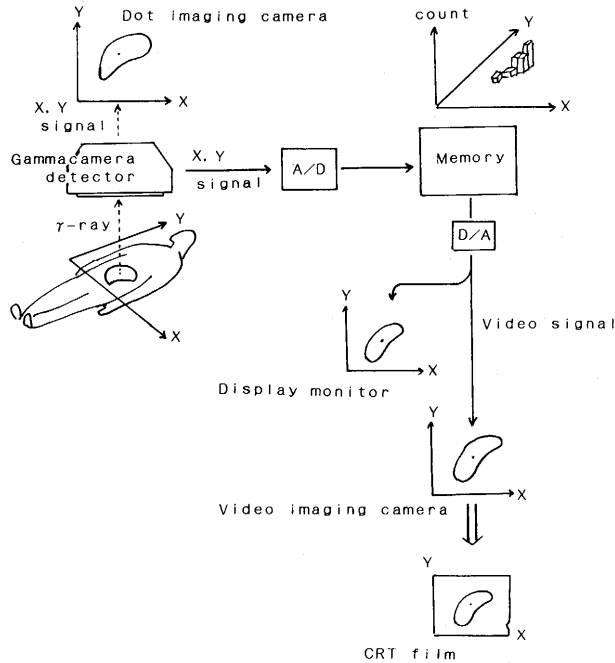 Dot imaging camera
Y
X
X. Y
signal
Gammacamera
detector
X. Y
signal
A/D
count
Y
X
Memory
γ-ray
Y
X
D/A
Y
X
Display monitor
Video signal
Y
X
Video imaging camera
Y
X
CRT film